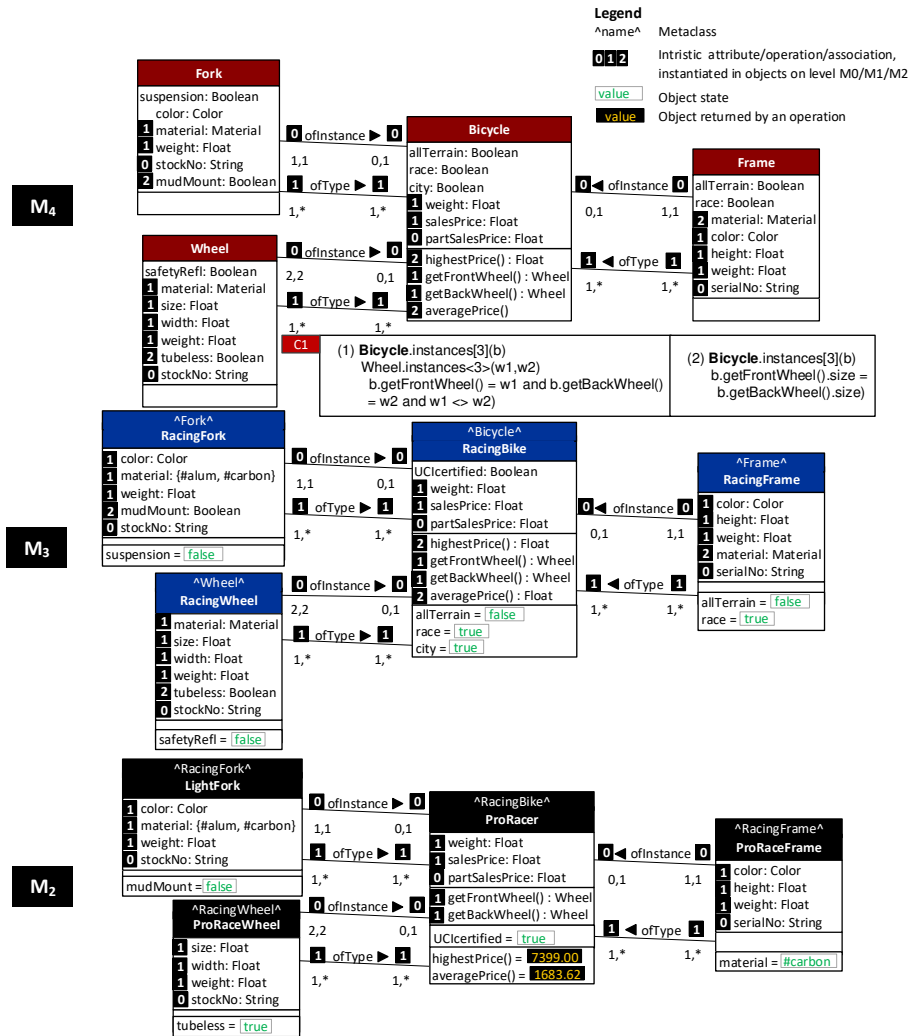 Legend
^name^ Metaclass
0 1 2 Intristic attribute/operation/association,
instantiated in objects on level M0/M1/M2
value Object state
value Object returned by an operation
M4
Fork
suspension: Boolean
color: Color
1 material: Material
1 weight: Float
0 stockNo: String
2 mudMount: Boolean
0 ofInstance ▶ 0
1,1 0,1
1 ofType ▶ 1
1,* 1,*
Bicycle
allTerrain: Boolean
race: Boolean
city: Boolean
1 weight: Float
1 salesPrice: Float
0 partSalesPrice: Float
2 highestPrice() : Float
1 getFrontWheel() : Wheel
1 getBackWheel() : Wheel
2 averagePrice()
0 ◀ ofInstance 0
0,1 1,1
1 ◀ ofType 1
1,* 1,*
Frame
allTerrain: Boolean
race: Boolean
2 material: Material
1 color: Color
1 height: Float
1 weight: Float
0 serialNo: String
Wheel
safetyRefl: Boolean
1 material: Material
1 size: Float
1 width: Float
1 weight: Float
2 tubeless: Boolean
0 stockNo: String
0 ofInstance ▶ 0
2,2 0,1
1 ofType ▶ 1
1,* 1,*
C1
(1) Bicycle.instances[3](b)
Wheel.instances<3>(w1,w2)
b.getFrontWheel() = w1 and b.getBackWheel()
= w2 and w1 <> w2)
(2) Bicycle.instances[3](b)
b.getFrontWheel().size =
b.getBackWheel.size)
M3
^Fork^
RacingFork
1 color: Color
1 material: {#alum, #carbon}
1 weight: Float
2 mudMount: Boolean
0 stockNo: String
suspension = false
0 ofInstance ▶ 0
1,1 0,1
1 ofType ▶ 1
1,* 1,*
^Bicycle^
RacingBike
UCIcertified: Boolean
1 weight: Float
1 salesPrice: Float
0 partSalesPrice: Float
2 highestPrice() : Float
1 getFrontWheel() : Wheel
1 getBackWheel() : Wheel
2 averagePrice() : Float
allTerrain = false
race = true
city = true
0 ◀ ofInstance 0
0,1 1,1
1 ◀ ofType 1
1,* 1,*
^Frame^
RacingFrame
1 color: Color
1 height: Float
1 weight: Float
2 material: Material
0 serialNo: String
allTerrain = false
race = true
^Wheel^
RacingWheel
1 material: Material
1 size: Float
1 width: Float
1 weight: Float
2 tubeless: Boolean
0 stockNo: String
safetyRefl = false
0 ofInstance ▶ 0
2,2 0,1
1 ofType ▶ 1
1,* 1,*
M2
^RacingFork^
LightFork
1 color: Color
1 material: {#alum, #carbon}
1 weight: Float
0 stockNo: String
mudMount = false
0 ofInstance ▶ 0
1,1 0,1
1 ofType ▶ 1
1,* 1,*
^RacingBike^
ProRacer
1 weight: Float
1 salesPrice: Float
0 partSalesPrice: Float
1 getFrontWheel() : Wheel
1 getBackWheel() : Wheel
UCIcertified = true
highestPrice() = 7399.00
averagePrice() = 1683.62
0 ◀ ofInstance 0
0,1 1,1
1 ◀ ofType 1
1,* 1,*
^RacingFrame^
ProRaceFrame
1 color: Color
1 height: Float
1 weight: Float
0 serialNo: String
material = #carbon
^RacingWheel^
ProRaceWheel
1 size: Float
1 width: Float
1 weight: Float
0 stockNo: String
tubeless = true
0 ofInstance ▶ 0
2,2 0,1
1 ofType ▶ 1
1,* 1,*